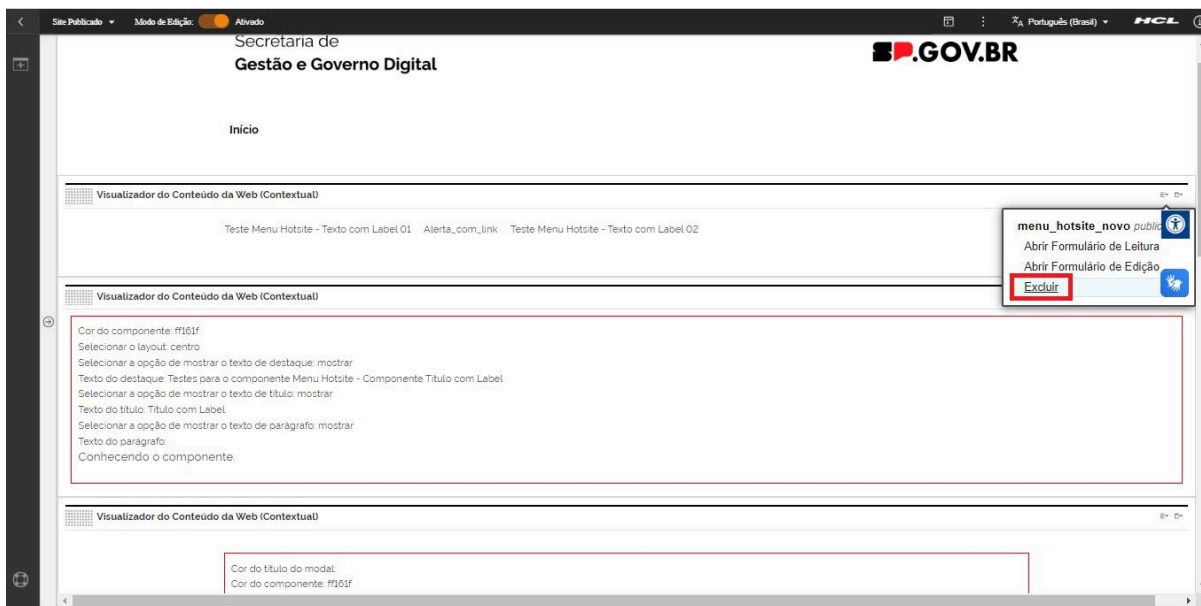 Site Publicado
Modo de Edição:
Ativado
Português (Brasil)
HCL
Secretaria de
Gestão e Governo Digital
SP.GOV.BR
Início
Visualizador do Conteúdo da Web (Contextual)
Teste Menu Hotsite - Texto com Label 01 Alerta_com_link Teste Menu Hotsite - Texto com Label 02
menu_hotsite_novo public
Abrir Formulário de Leitura
Abrir Formulário de Edição
Excluir
Visualizador do Conteúdo da Web (Contextual)
Cor do componente: ff161f
Selecionar o layout: centro
Selecionar a opção de mostrar o texto de destaque: mostrar
Texto do destaque: Testes para o componente Menu Hotsite - Componente Titulo com Label
Selecionar a opção de mostrar o texto de título: mostrar
Texto do título: Título com Label
Selecionar a opção de mostrar o texto de parágrafo: mostrar
Texto do parágrafo:
Conhecendo o componente.
Visualizador do Conteúdo da Web (Contextual)
Cor do título do modal:
Cor do componente: ff161f